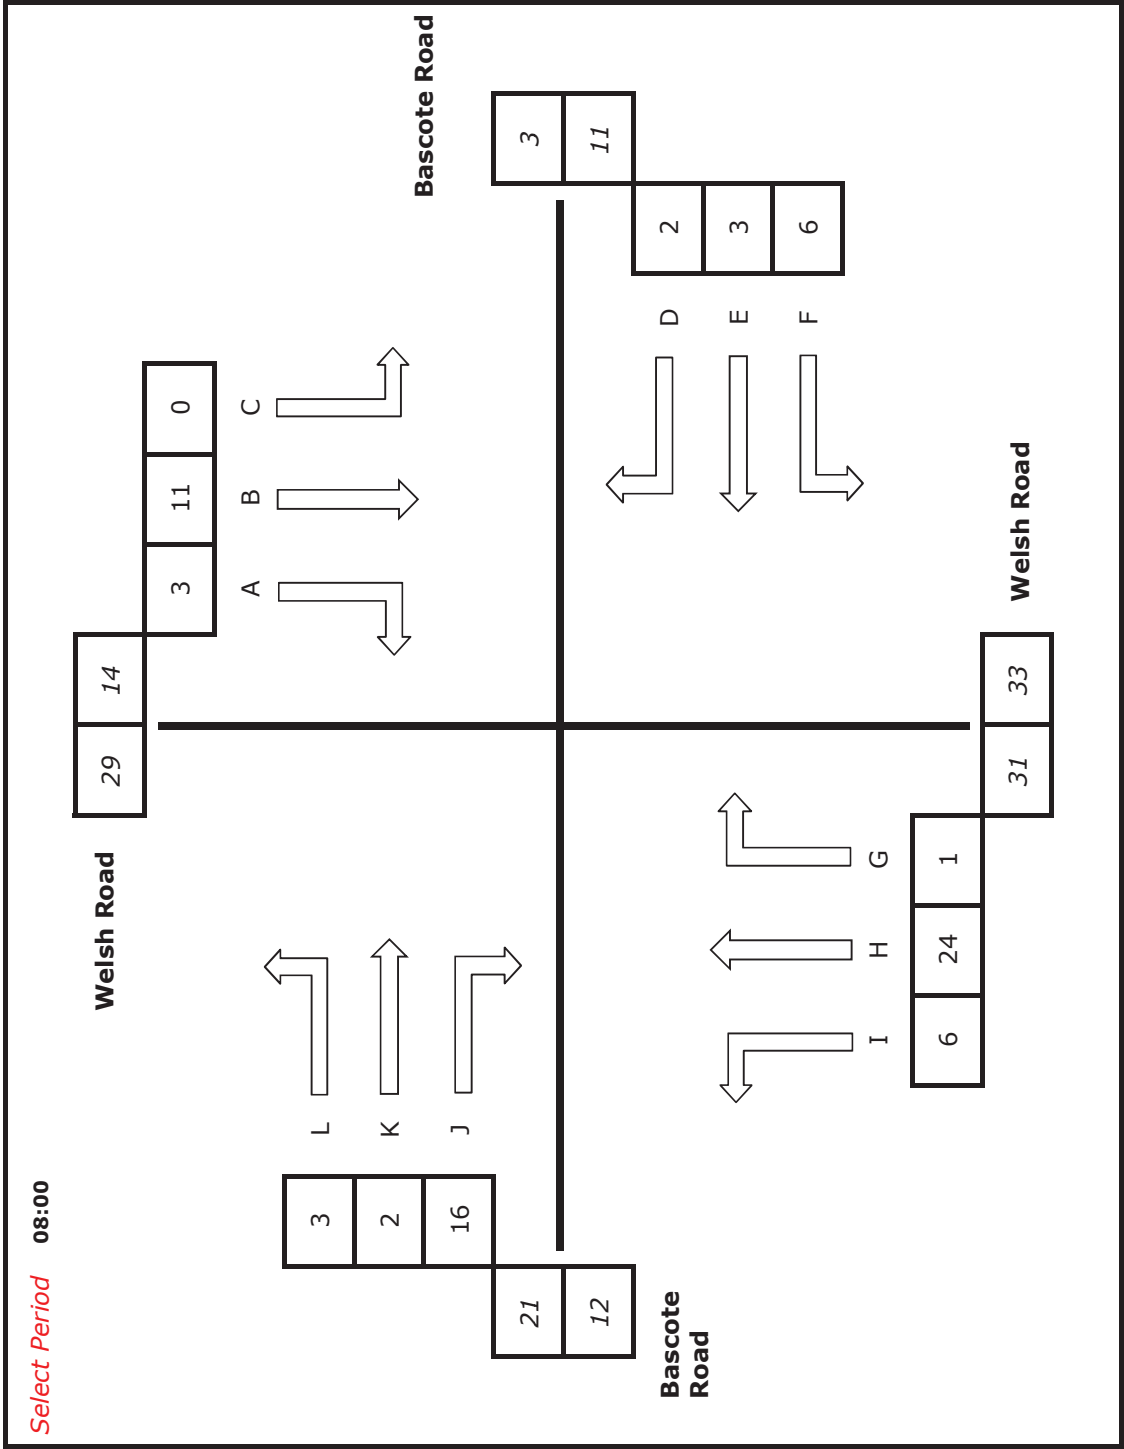 Select Period 08:00
Welsh Road
29 14
3 11 0
A B C
3 L
2 K
Bascote Road
16 J
21 3
12 11
Bascote
Road
D 2
E 3
F 6
I H G
6 24 1
31 33
Welsh Road